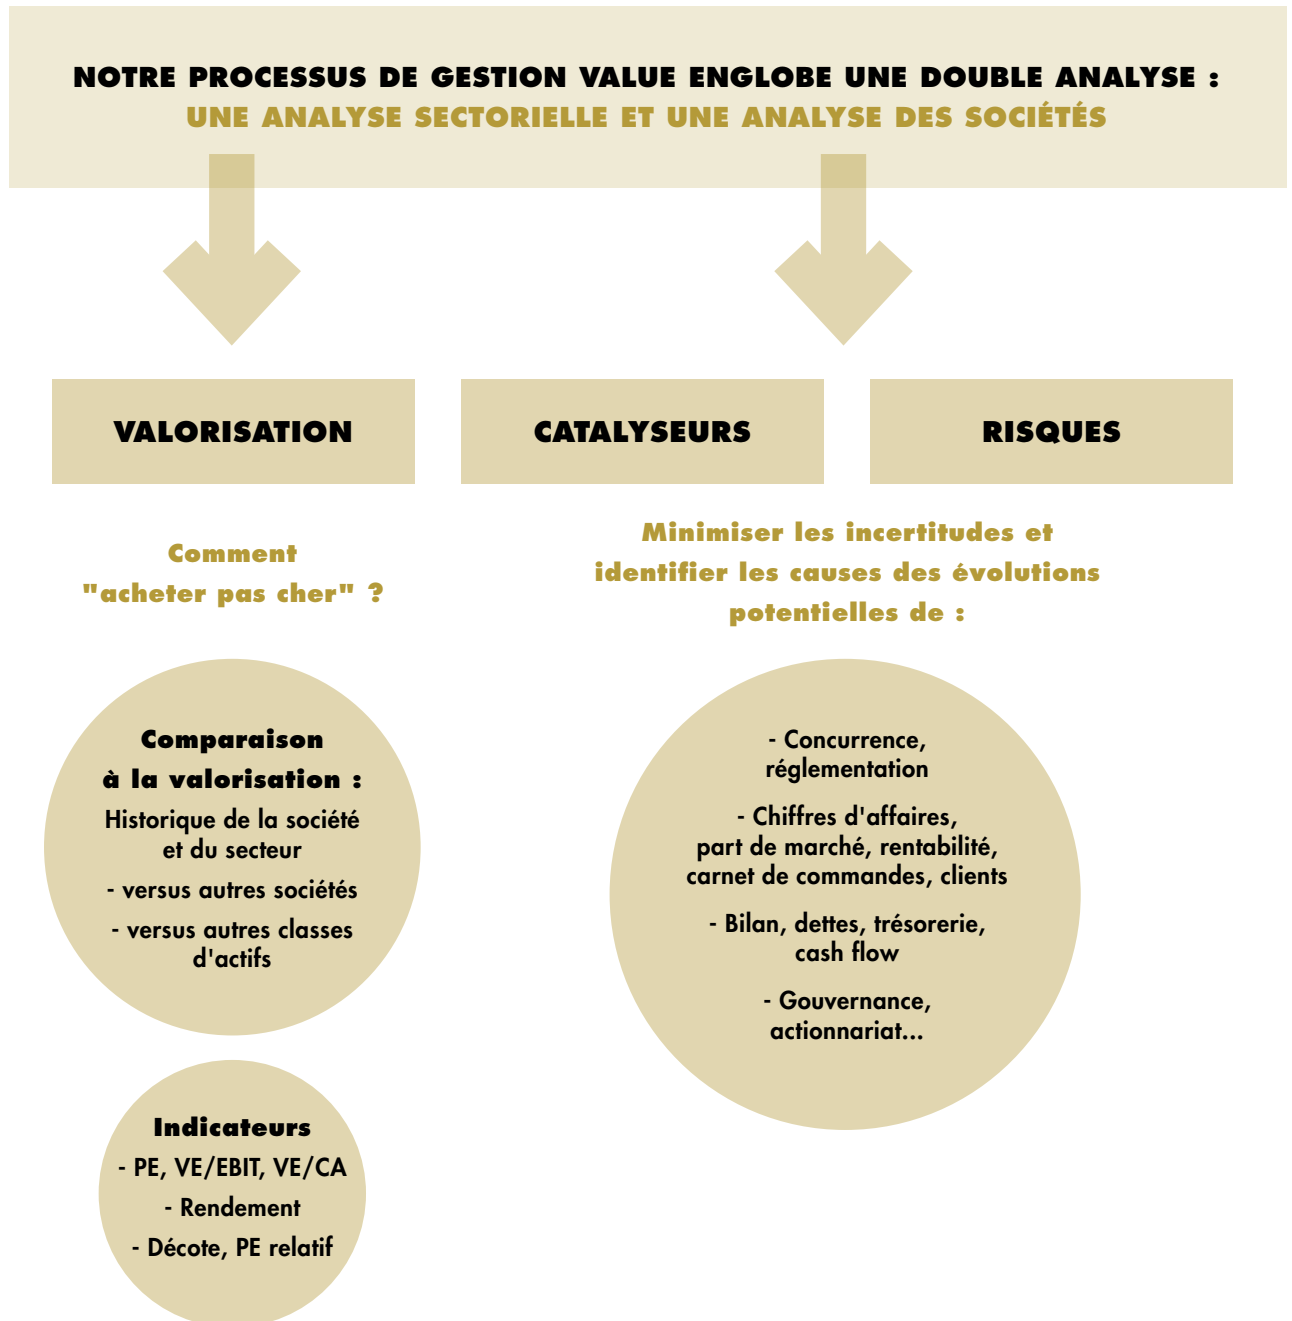 NOTRE PROCESSUS DE GESTION VALUE ENGLOBE UNE DOUBLE ANALYSE :
UNE ANALYSE SECTORIELLE ET UNE ANALYSE DES SOCIÉTÉS
VALORISATION
CATALYSEURS
RISQUES
Comment
"acheter pas cher" ?
Minimiser les incertitudes et
identifier les causes des évolutions
potentielles de :
Comparaison
à la valorisation :
Historique de la société
et du secteur
- versus autres sociétés
- versus autres classes
d'actifs
- Concurrence,
réglementation
- Chiffres d'affaires,
part de marché, rentabilité,
carnet de commandes, clients
- Bilan, dettes, trésorerie,
cash flow
- Gouvernance,
actionnariat...
Indicateurs
- PE, VE/EBIT, VE/CA
- Rendement
- Décote, PE relatif